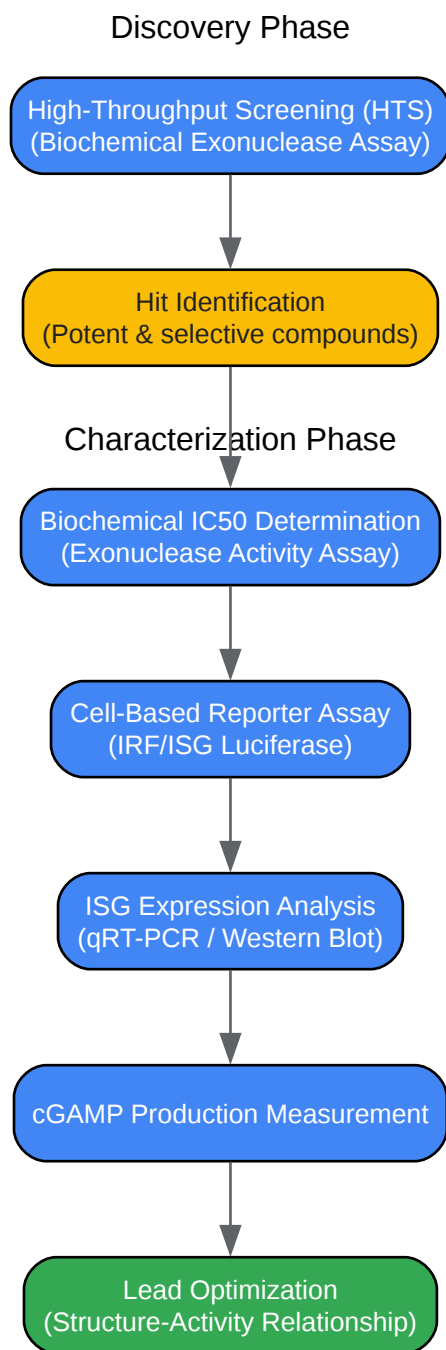 Discovery Phase
High-Throughput Screening (HTS)
(Biochemical Exonuclease Assay)
Hit Identification
(Potent & selective compounds)
Characterization Phase
Biochemical IC50 Determination
(Exonuclease Activity Assay)
Cell-Based Reporter Assay
(IRF/ISG Luciferase)
ISG Expression Analysis
(qRT-PCR / Western Blot)
cGAMP Production Measurement
Lead Optimization
(Structure-Activity Relationship)